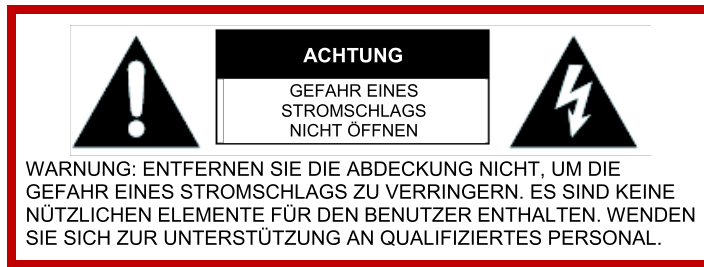 ACHTUNG
GEFAHR EINES
STROMSCHLAGS
NICHT ÖFFNEN
WARNUNG: ENTFERNEN SIE DIE ABDECKUNG NICHT, UM DIE
GEFAHR EINES STROMSCHLAGS ZU VERRINGERN. ES SIND KEINE
NÜTZLICHEN ELEMENTE FÜR DEN BENUTZER ENTHALTEN. WENDEN
SIE SICH ZUR UNTERSTÜTZUNG AN QUALIFIZIERTES PERSONAL.